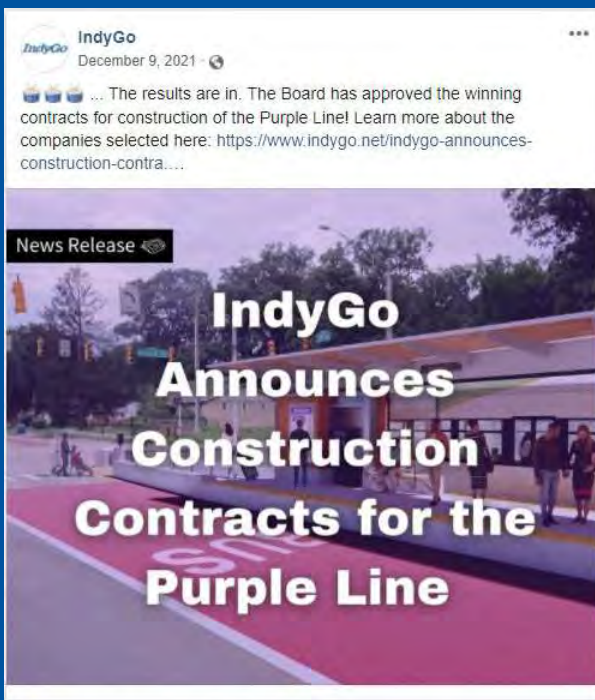 IndyGo
IndyGo
December 9, 2021 ·
🥁🥁🥁 ... The results are in. The Board has approved the winning
contracts for construction of the Purple Line! Learn more about the
companies selected here: https://www.indygo.net/indygo-announces-
construction-contra....
News Release
IndyGo
Announces
Construction
Contracts for the
Purple Line
BUS